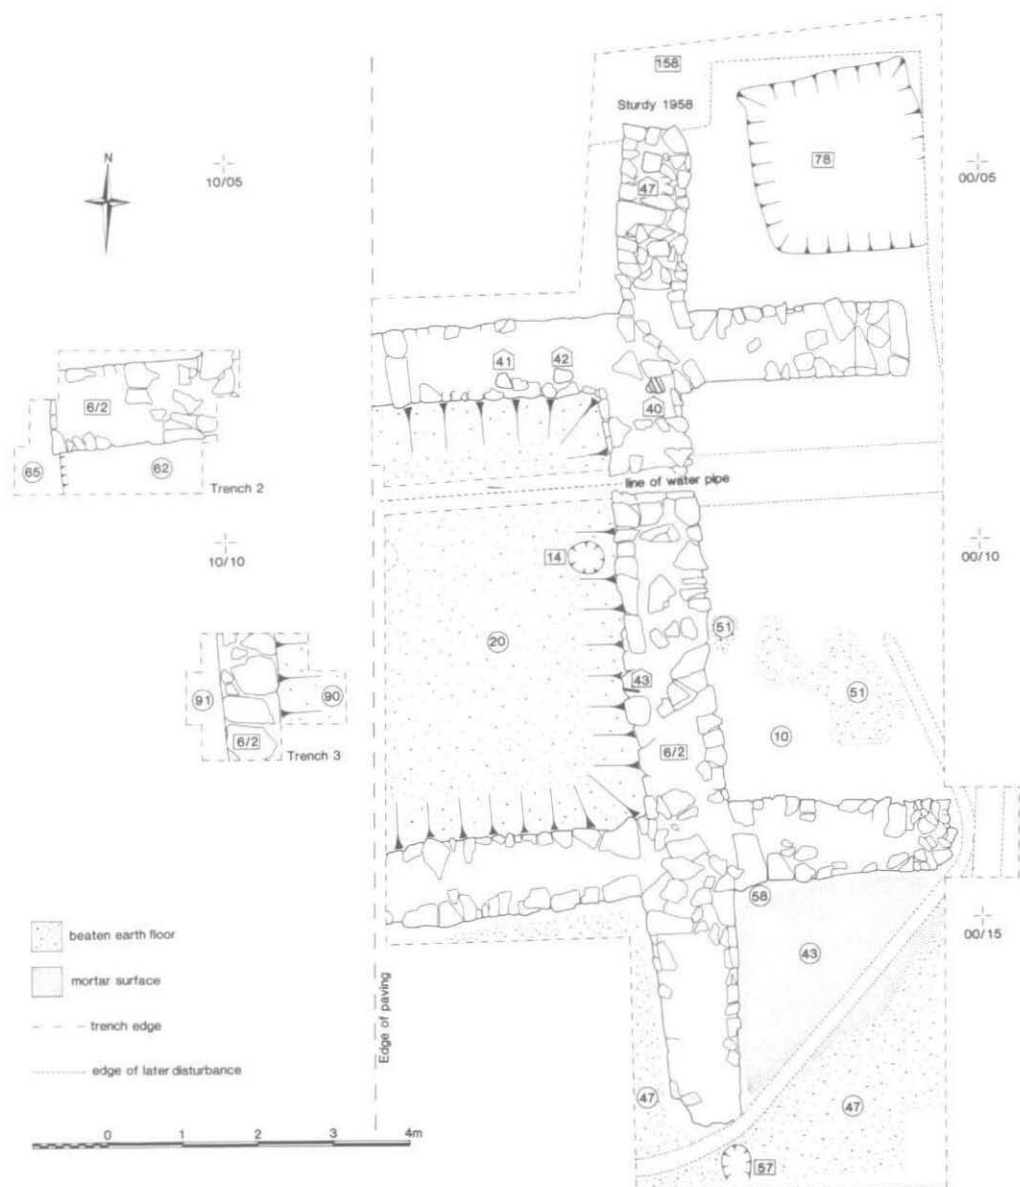 158
Sturdy 1958
N
10/05
47
78
00/05
41
42
40
6/2
65
62
Trench 2
line of water pipe
10/10
14
00/10
20
51
51
91
90
43
6/2
10
6/2
Trench 3
58
43
00/15
beaten earth floor
mortar surface
trench edge
edge of later disturbance
Edge of paving
47
47
0 1 2 3 4m
57